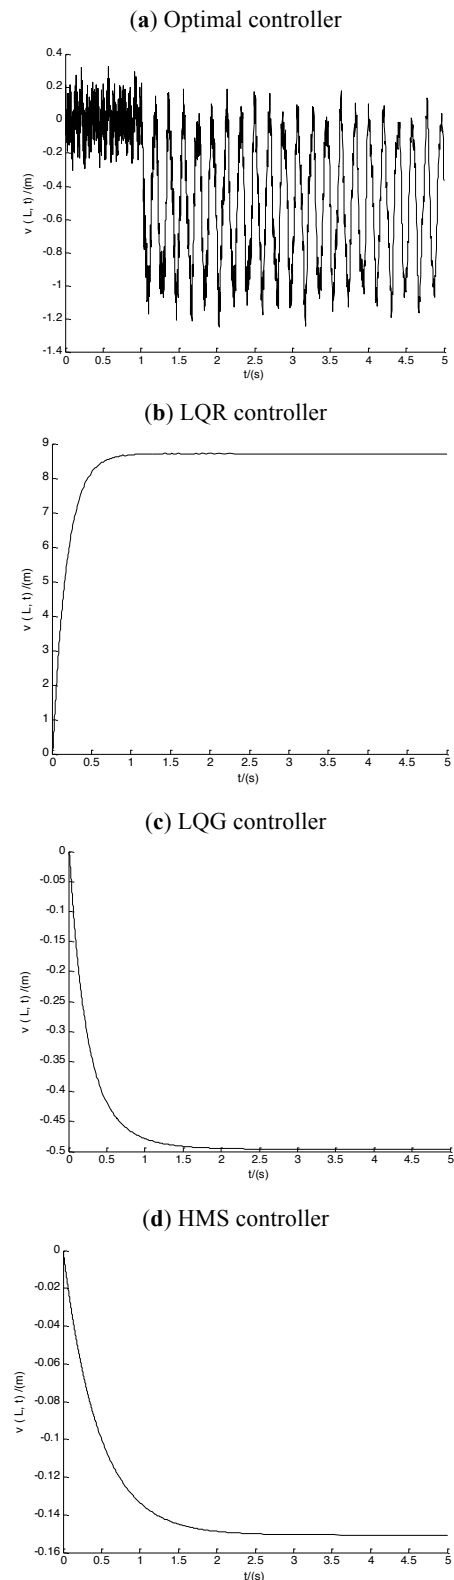 (a) Optimal controller
0.4
0.2
0
-0.2
-0.4
-0.6
-0.8
-1
-1.2
-1.4
v ( L, t) /(m)
0 0.5 1 1.5 2 2.5 3 3.5 4 4.5 5
t/(s)
(b) LQR controller
9
8
7
6
5
4
3
2
1
0
v ( L, t) /(m)
0 0.5 1 1.5 2 2.5 3 3.5 4 4.5 5
t/(s)
(c) LQG controller
0
-0.05
-0.1
-0.15
-0.2
-0.25
-0.3
-0.35
-0.4
-0.45
-0.5
v ( L, t) /(m)
0 0.5 1 1.5 2 2.5 3 3.5 4 4.5 5
t/(s)
(d) HMS controller
0
-0.02
-0.04
-0.06
-0.08
-0.1
-0.12
-0.14
-0.16
v ( L, t) /(m)
0 0.5 1 1.5 2 2.5 3 3.5 4 4.5 5
t/(s)